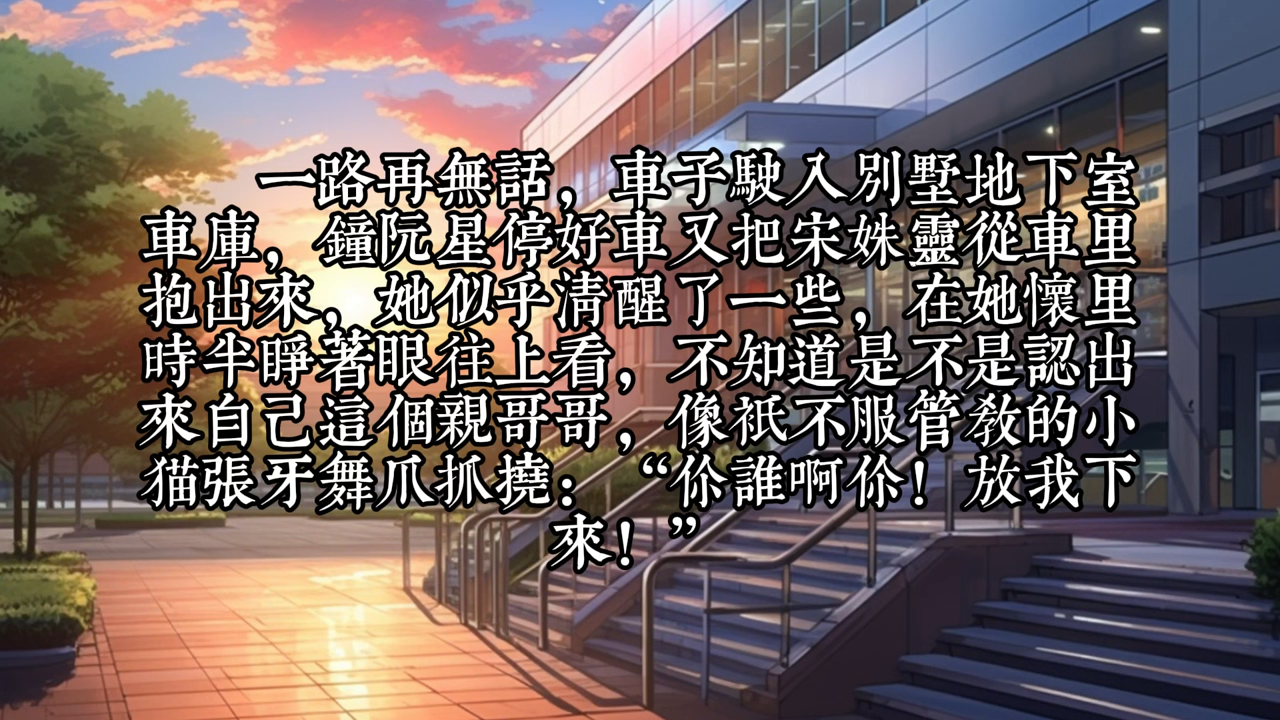 一路再無話，車子駛入別墅地下室
車庫，鐘阮星停好車又把宋姝靈從車里
抱出來，她似乎清醒了一些，在她懷里
時半睜著眼往上看，不知道是不是認出
來自己這個親哥哥，像祇不服管教的小
猫張牙舞爪抓撓：“你誰啊你！放我下
來！”